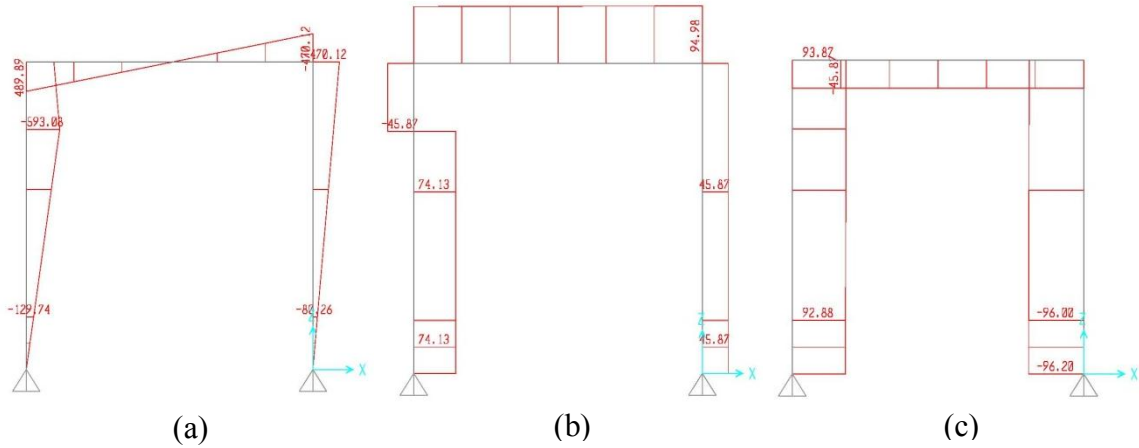 489.89
-470.12
-470.12
-593.08
-129.74
-80.26
Z
X
(a)
94.98
-45.87
74.13
45.87
74.13
45.87
Z
X
(b)
93.87
-45.87
92.88
-96.00
Z
-96.20
X
(c)